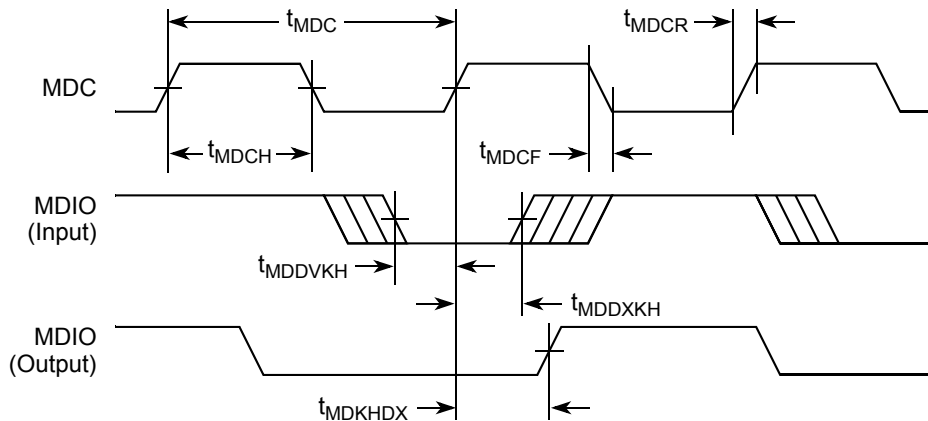 tMDC
tMDCR
MDC
tMDCH
tMDCF
MDIO
(Input)
tMDDVKH
tMDDXKH
MDIO
(Output)
tMDKHDX